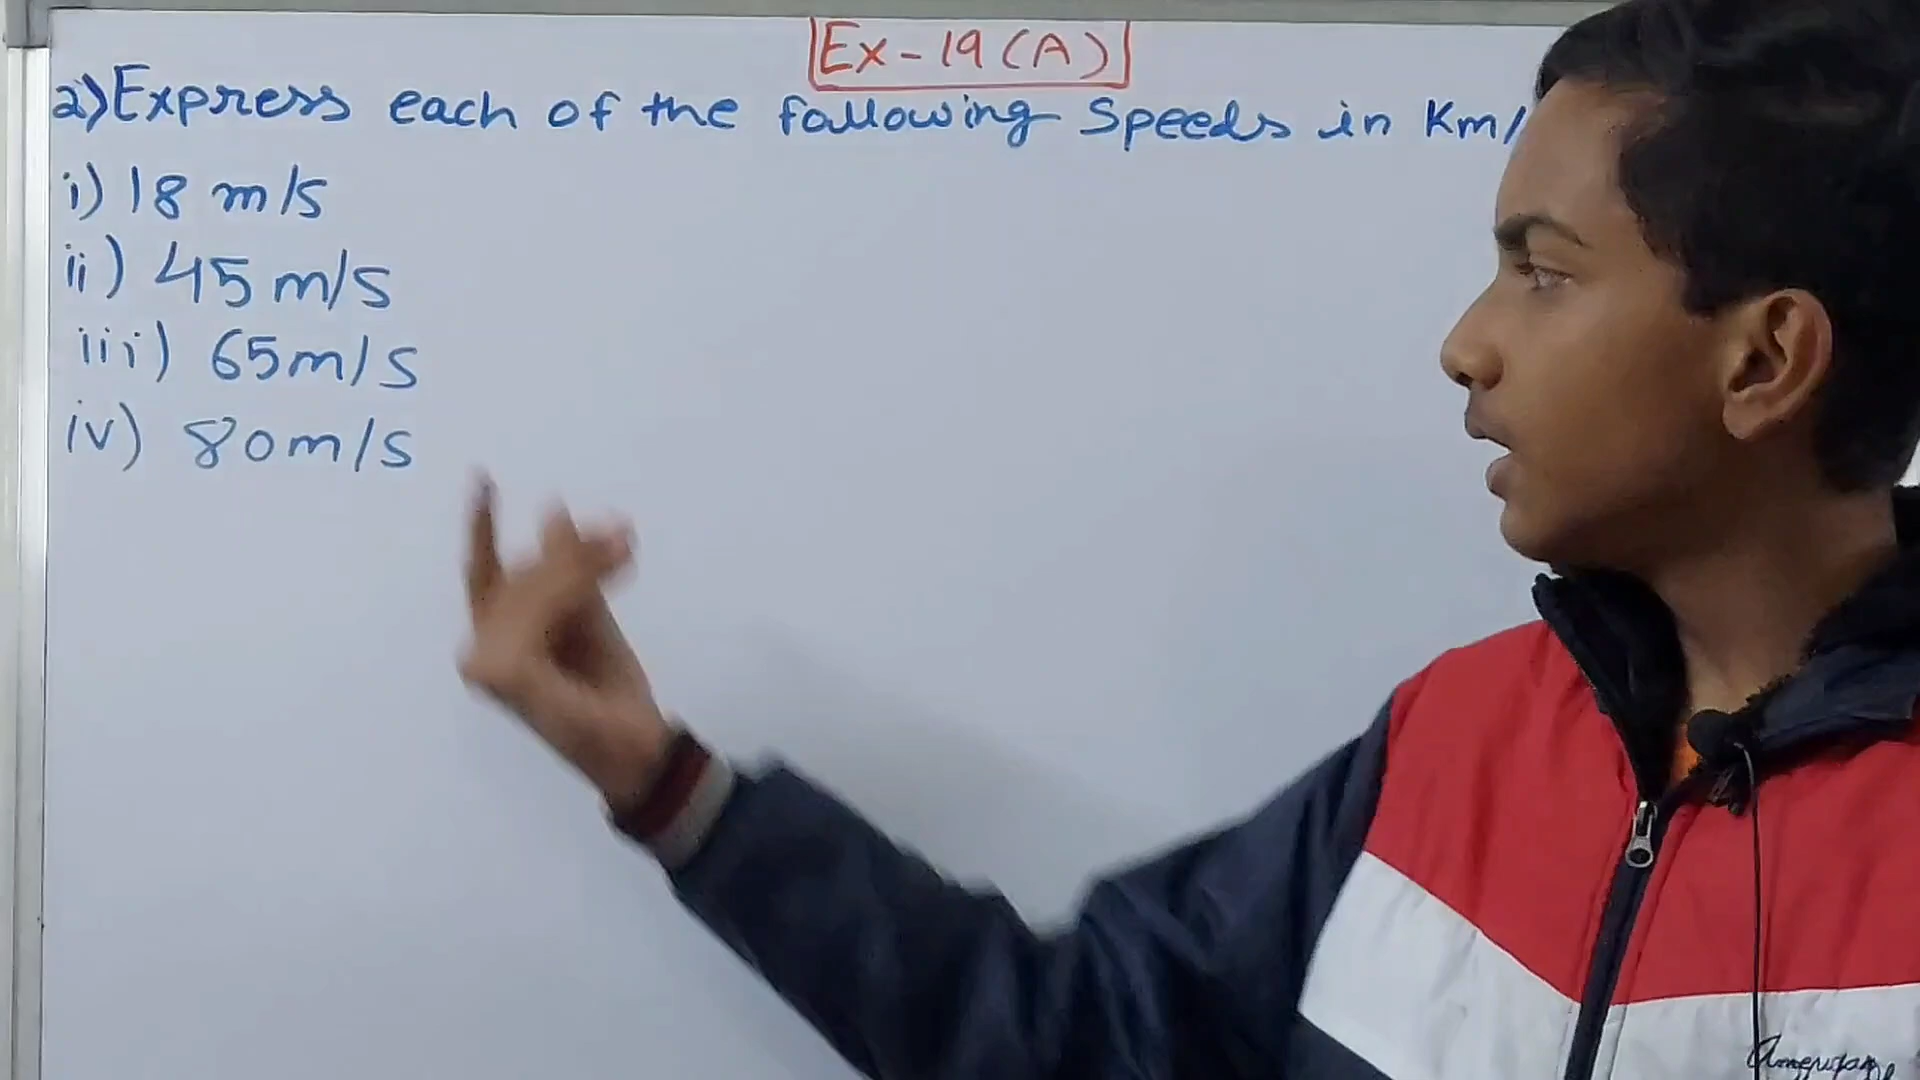 Ex-19(A)
2) Express each of the following Speeds in Km/
i) 18 m/s
ii) 45 m/s
iii) 65m/s
iv) 80m/s